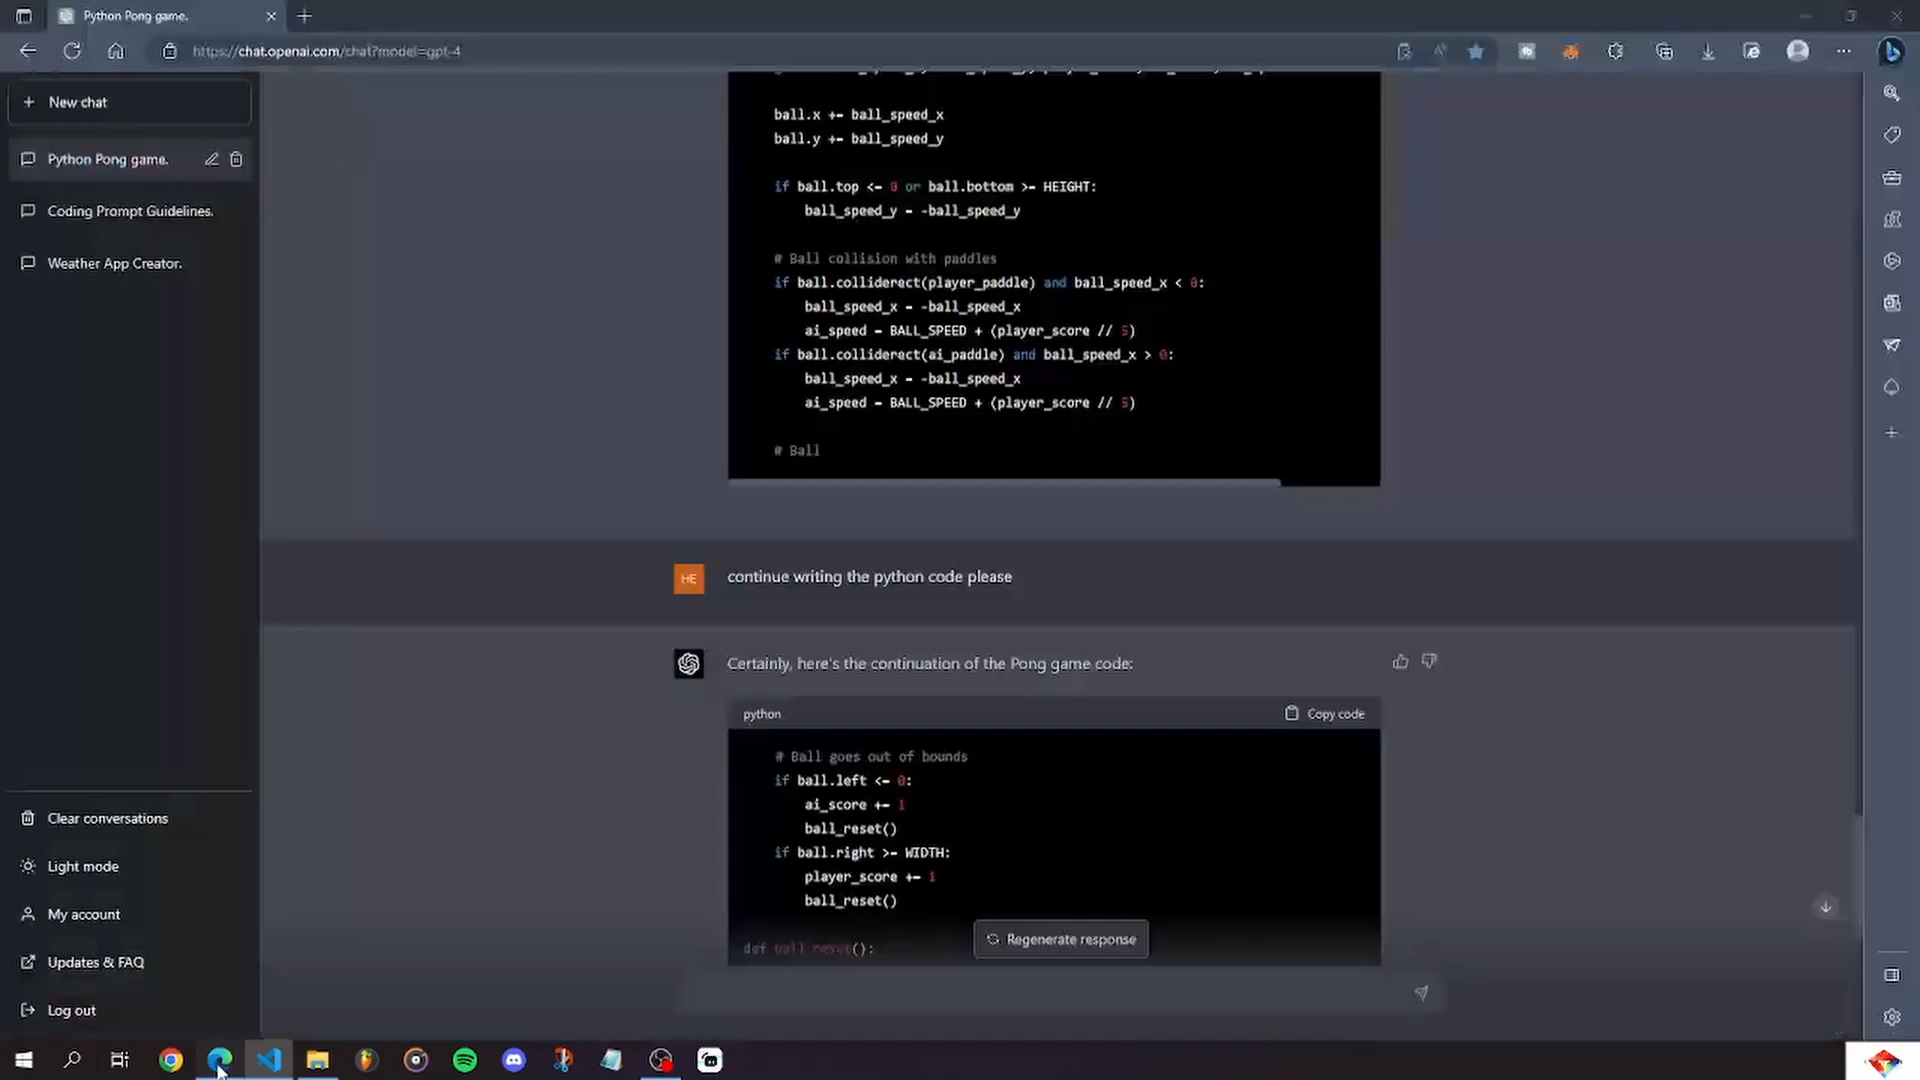 Python Pong game.
https://chat.openai.com/chat?model=gpt-4
New chat
Python Pong game.
Coding Prompt Guidelines.
Weather App Creator.
ball.x += ball_speed_x
ball.y += ball_speed_y
if ball.top <= 0 or ball.bottom >= HEIGHT:
ball_speed_y = -ball_speed_y
# Ball collision with paddles
if ball.colliderect(player_paddle) and ball_speed_x < 0:
ball_speed_x = -ball_speed_x
ai_speed = BALL_SPEED + (player_score // 5)
if ball.colliderect(ai_paddle) and ball_speed_x > 0:
ball_speed_x = -ball_speed_x
ai_speed = BALL_SPEED + (player_score // 5)
# Ball
HE
continue writing the python code please
Certainly, here's the continuation of the Pong game code:
python
Copy code
# Ball goes out of bounds
if ball.left <= 0:
ai_score += 1
ball_reset()
if ball.right >= WIDTH:
player_score += 1
ball_reset()
def ball_reset():
Regenerate response
Clear conversations
Light mode
My account
Updates & FAQ
Log out